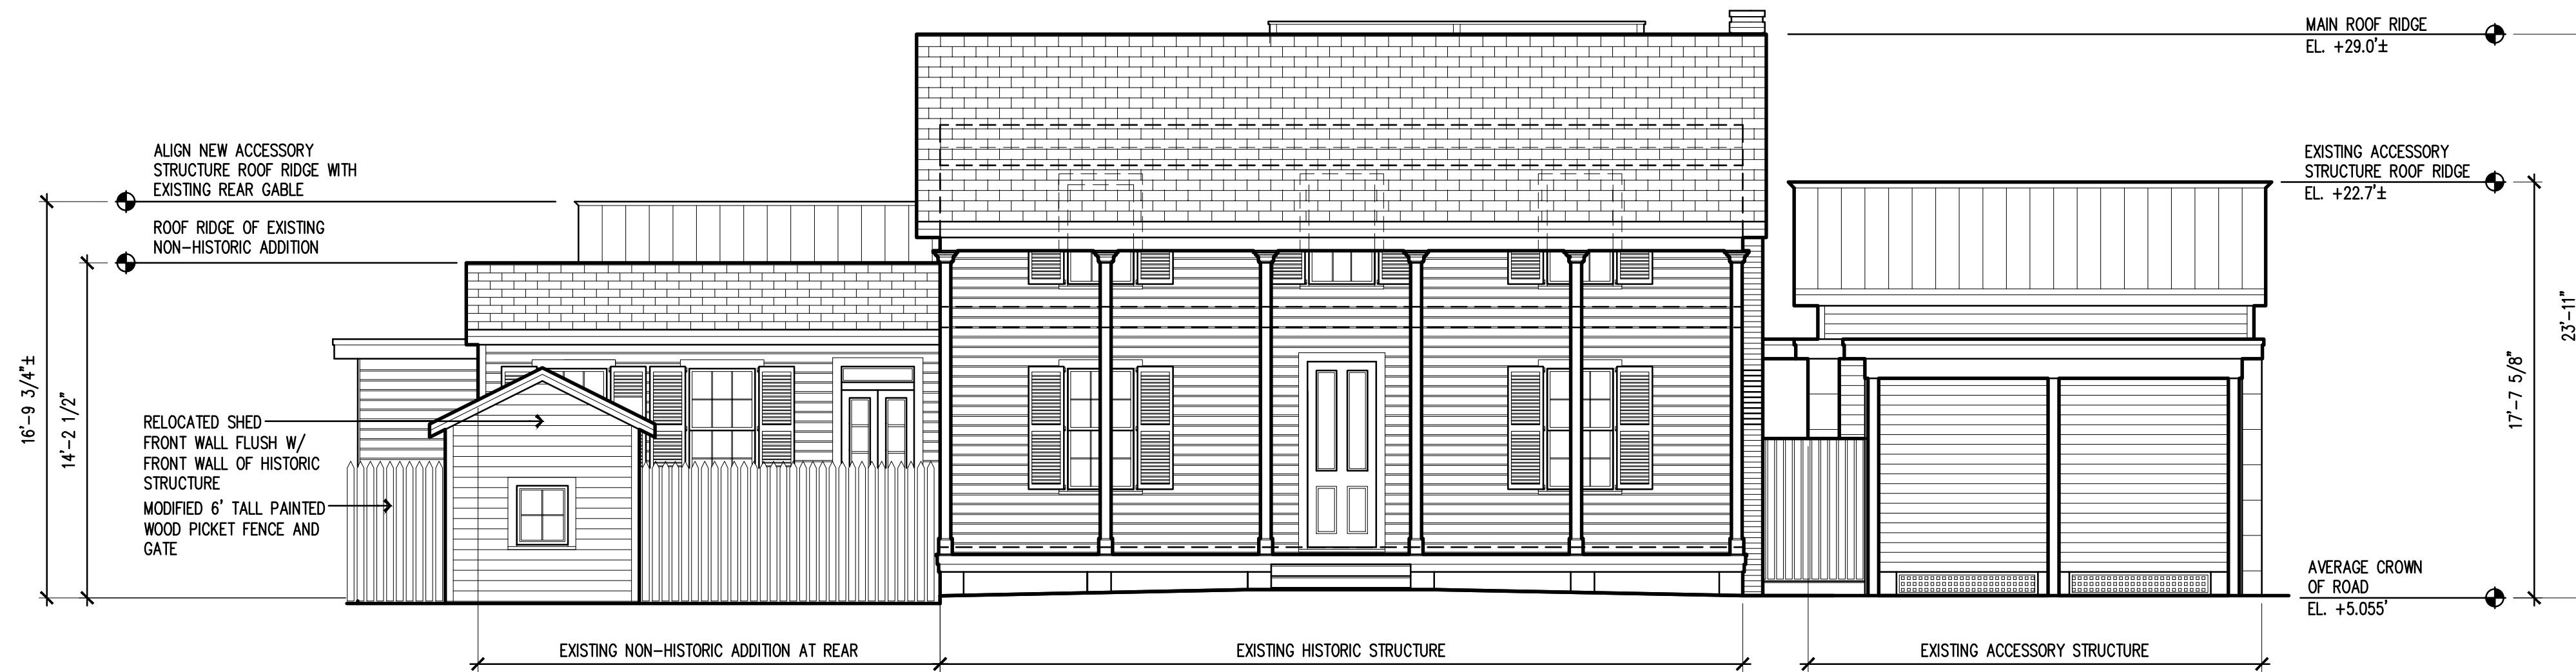 MAIN ROOF RIDGE
EL. +29.0'±
ALIGN NEW ACCESSORY
STRUCTURE ROOF RIDGE WITH
EXISTING REAR GABLE
ROOF RIDGE OF EXISTING
NON-HISTORIC ADDITION
EXISTING ACCESSORY
STRUCTURE ROOF RIDGE
EL. +22.7'±
16'-9 3/4"±
14'-2 1/2"
RELOCATED SHED
FRONT WALL FLUSH W/
FRONT WALL OF HISTORIC
STRUCTURE
MODIFIED 6' TALL PAINTED
WOOD PICKET FENCE AND
GATE
17'-7 5/8"
23'-11"
AVERAGE CROWN
OF ROAD
EL. +5.055'
EXISTING NON-HISTORIC ADDITION AT REAR
EXISTING HISTORIC STRUCTURE
EXISTING ACCESSORY STRUCTURE